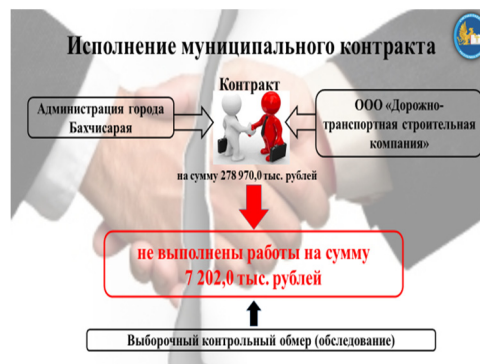 Исполнение муниципального контракта
Контракт
Администрация города
Бахчисарая
ООО «Дорожно-
транспортная строительная
компания»
на сумму 278 970,0 тыс. рублей
не выполнены работы на сумму
7 202,0 тыс. рублей
Выборочный контрольный обмер (обследование)